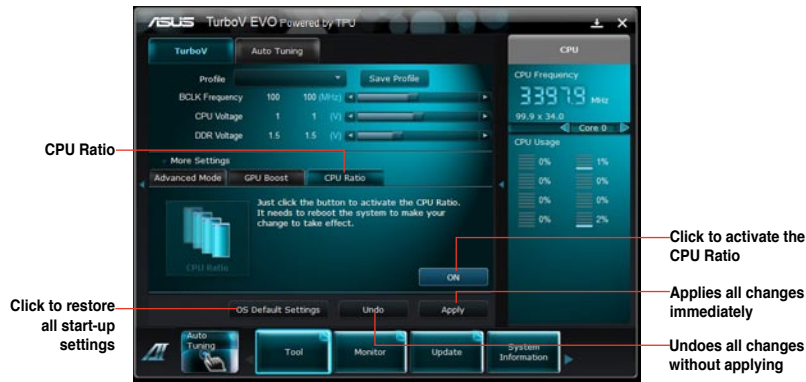 ASUS TurboV EVO Powered by TPU
TurboV
Auto Tuning
Profile
Save Profile
BCLK Frequency 100 100 (MHz)
CPU Voltage 1 1 (V)
DDR Voltage 1.5 1.5 (V)
More Settings
Advanced Mode
GPU Boost
CPU Ratio
Just click the button to activate the CPU Ratio.
It needs to reboot the system to make your
change to take effect.
CPU Ratio
ON
OS Default Settings
Undo
Apply
Auto
Tuning
Tool
Monitor
Update
System
Information
CPU
CPU Frequency
3397.9 MHz
99.9 x 34.0
Core 0
CPU Usage
0% 1%
0% 0%
0% 0%
0% 2%
CPU Ratio
Click to restore
all start-up
settings
Click to activate the
CPU Ratio
Applies all changes
immediately
Undoes all changes
without applying